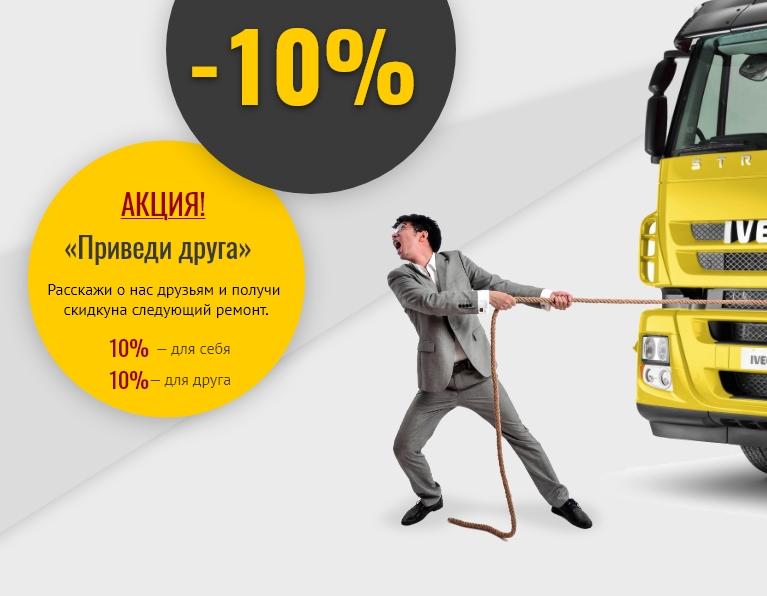 -10%
АКЦИЯ!
«Приведи друга»
Расскажи о нас друзьям и получи
скидкуна следующий ремонт.
10% — для себя
10%— для друга
S T R
IVE
IVE